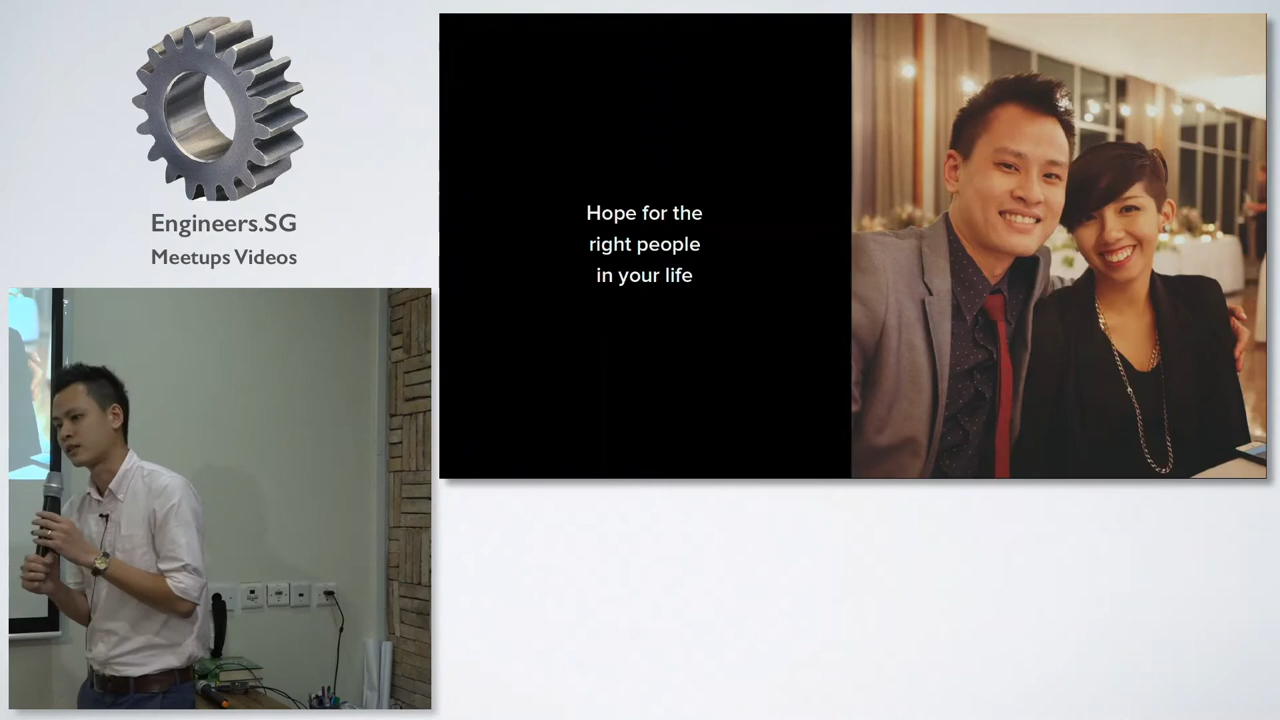 Engineers.SG
Meetups Videos
Hope for the
right people
in your life